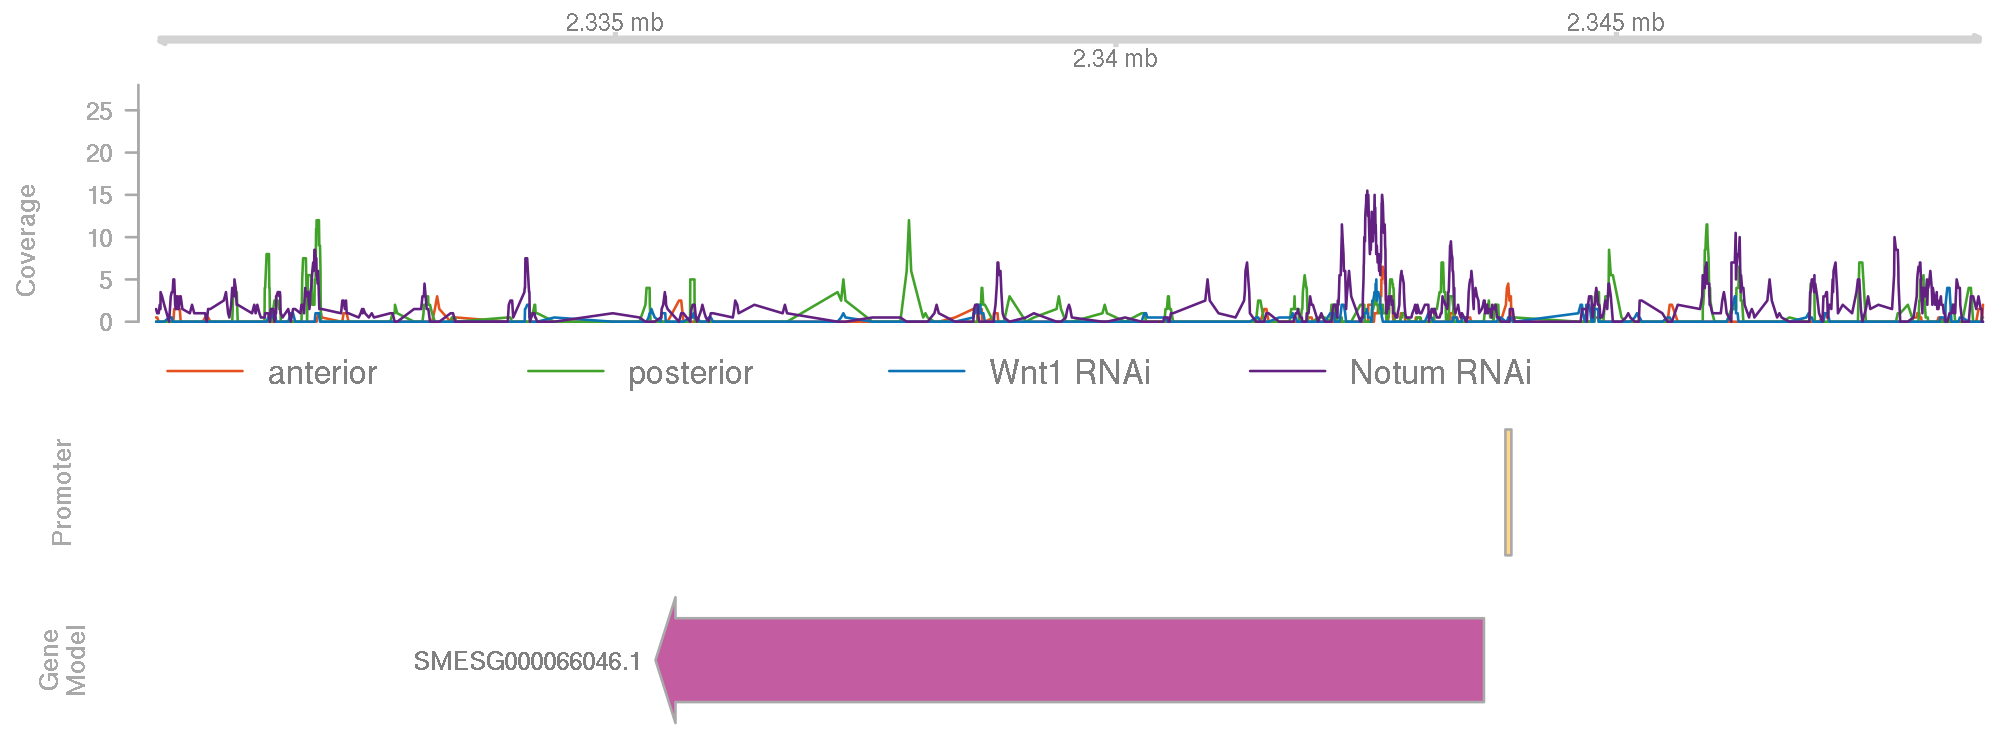 2.335 mb
2.345 mb
2.34 mb
Coverage
25
20
15
10
5
0
anterior posterior Wnt1 RNAi Notum RNAi
Promoter
Gene
Model
SMESG000066046.1